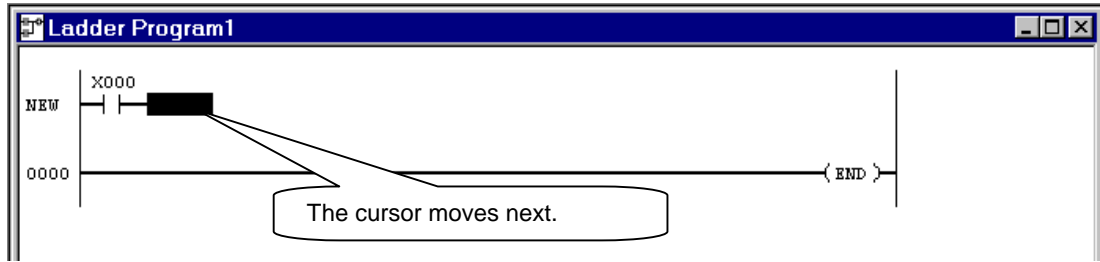 Ladder Program1
X000
NEW
0000 ( END )
The cursor moves next.